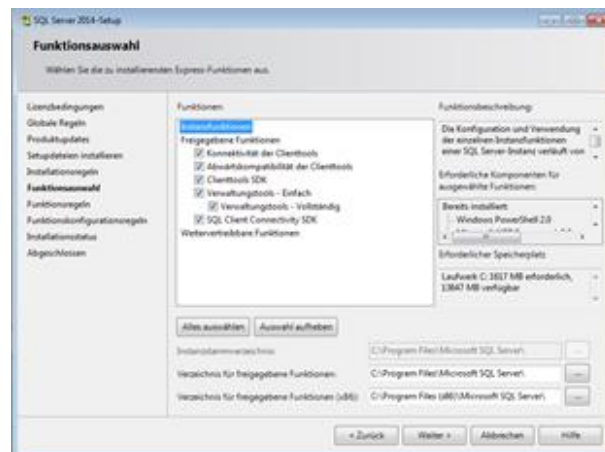 SQL Server 2014-Setup
Funktionsauswahl
Wählen Sie die zu installierenden Express-Funktionen aus.
Lizenzbedingungen
Globale Regeln
Produktupdates
Setupdateien installieren
Installationsregeln
Funktionsauswahl
Funktionsregeln
Funktionskonfigurationsregeln
Installationsstatus
Abgeschlossen
Funktionen:
Instanzfunktionen
Freigegebene Funktionen
Konnektivität der Clienttools
Abwärtskompatibilität der Clienttools
Clienttools SDK
Verwaltungstools - Einfach
Verwaltungstools - Vollständig
SQL Client Connectivity SDK
Weitervertreibbare Funktionen
Funktionsbeschreibung:
Die Konfiguration und Verwendung
der einzelnen Instanzfunktionen
einer SQL Server-Instanz verläuft von
Erforderliche Komponenten für
ausgewählte Funktionen:
Bereits installiert:
Windows PowerShell 2.0
Erforderlicher Speicherplatz
Laufwerk C: 1617 MB erforderlich,
13847 MB verfügbar
Alles auswählen
Auswahl aufheben
Instanzstammverzeichnis:
C:\Program Files\Microsoft SQL Server\
...
Verzeichnis für freigegebene Funktionen:
C:\Program Files\Microsoft SQL Server\
...
Verzeichnis für freigegebene Funktionen (x86):
C:\Program Files (x86)\Microsoft SQL Server\
...
< Zurück
Weiter >
Abbrechen
Hilfe